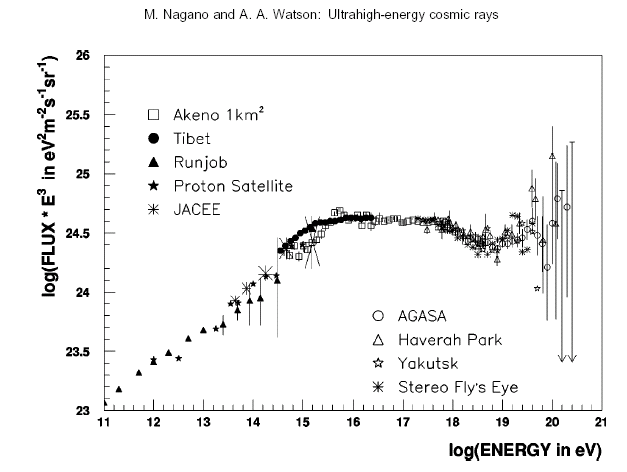 M. Nagano and A. A. Watson: Ultrahigh-energy cosmic rays
log(FLUX * E³ in eV²m⁻²s⁻¹sr⁻¹)
26
25.5
25
24.5
24
23.5
23
Akeno 1km²
Tibet
Runjob
Proton Satellite
JACEE
AGASA
Haverah Park
Yakutsk
Stereo Fly's Eye
11 12 13 14 15 16 17 18 19 20 21
log(ENERGY in eV)